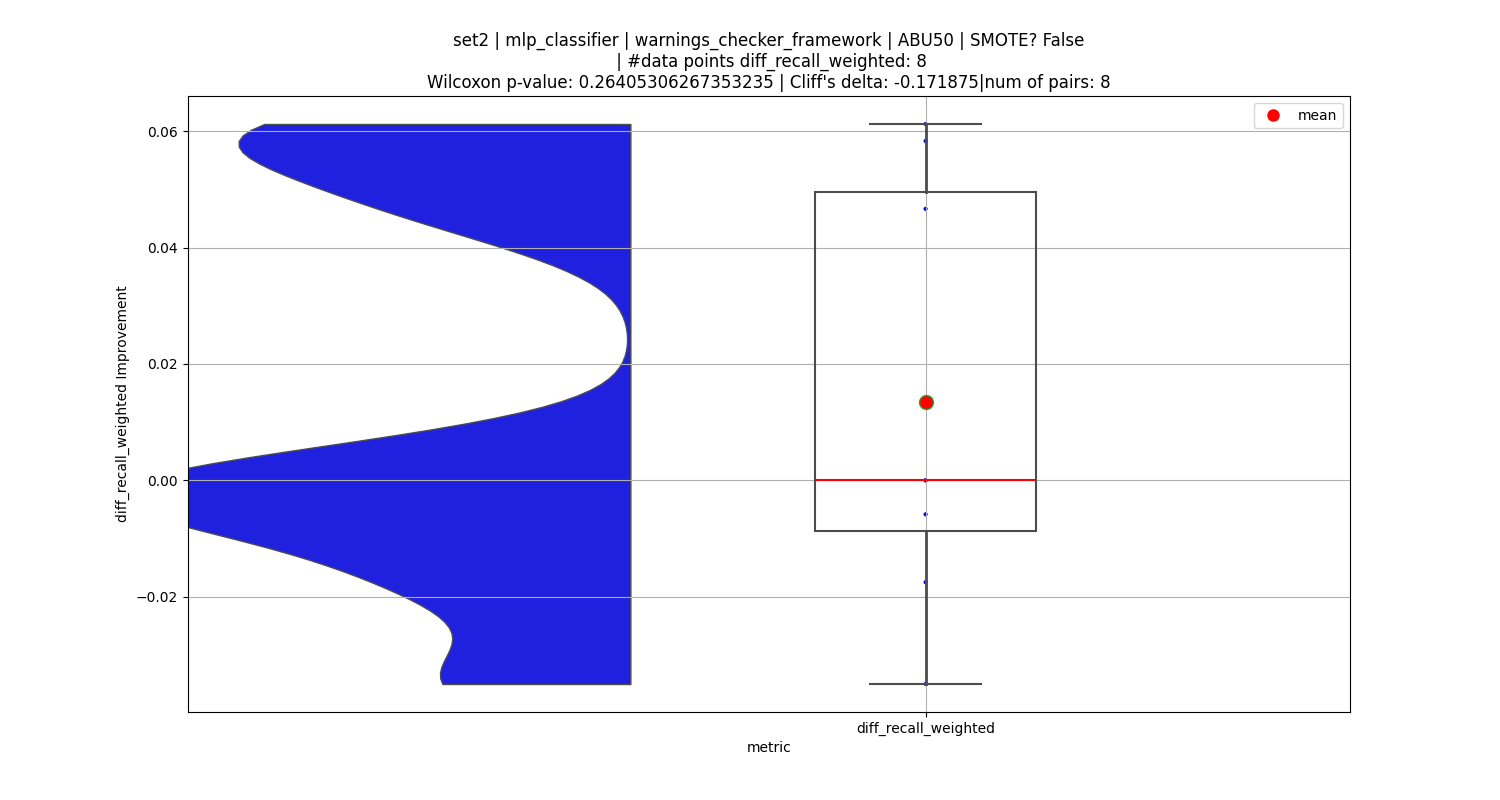 set2 | mlp_classifier | warnings_checker_framework | ABU50 | SMOTE? False
| #data points diff_recall_weighted: 8
Wilcoxon p-value: 0.26405306267353235 | Cliff's delta: -0.171875|num of pairs: 8
mean
0.06
0.04
0.02
0.00
−0.02
diff_recall_weighted Improvement
diff_recall_weighted
metric